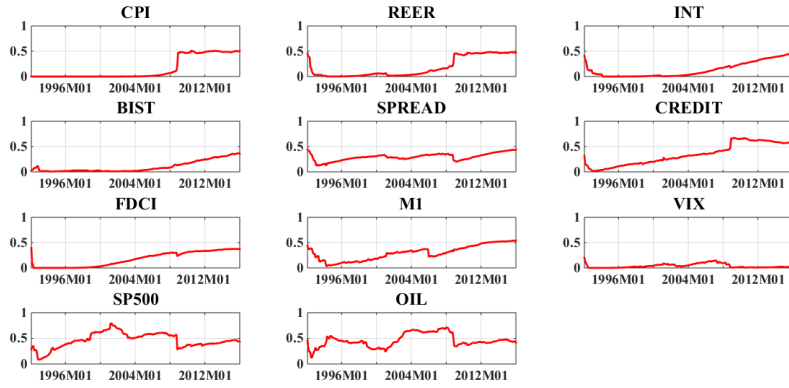 CPI REER INT
1 1 1
0.5 0.5 0.5
0 0 0
1996M01 2004M01 2012M01 1996M01 2004M01 2012M01 1996M01 2004M01 2012M01
BIST SPREAD CREDIT
1 1 1
0.5 0.5 0.5
0 0 0
1996M01 2004M01 2012M01 1996M01 2004M01 2012M01 1996M01 2004M01 2012M01
FDCI M1 VIX
1 1 1
0.5 0.5 0.5
0 0 0
1996M01 2004M01 2012M01 1996M01 2004M01 2012M01 1996M01 2004M01 2012M01
SP500 OIL
1 1
0.5 0.5
0 0
1996M01 2004M01 2012M01 1996M01 2004M01 2012M01